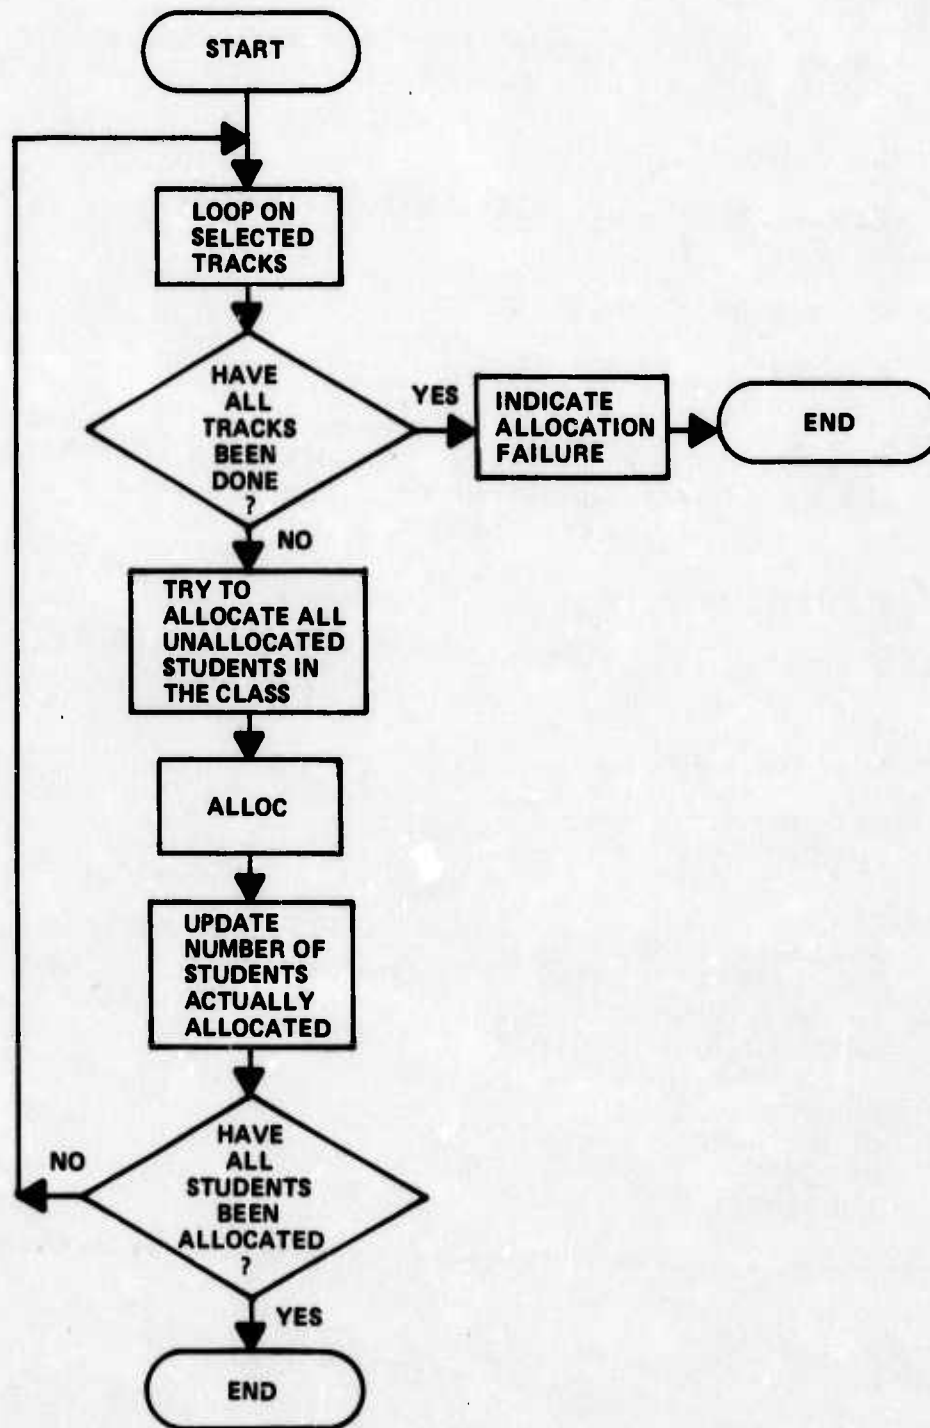 START
LOOP ON
SELECTED
TRACKS
HAVE
ALL
TRACKS
BEEN
DONE
?
YES
INDICATE
ALLOCATION
FAILURE
END
NO
TRY TO
ALLOCATE ALL
UNALLOCATED
STUDENTS IN
THE CLASS
ALLOC
UPDATE
NUMBER OF
STUDENTS
ACTUALLY
ALLOCATED
HAVE
ALL
STUDENTS
BEEN
ALLOCATED
?
NO
YES
END